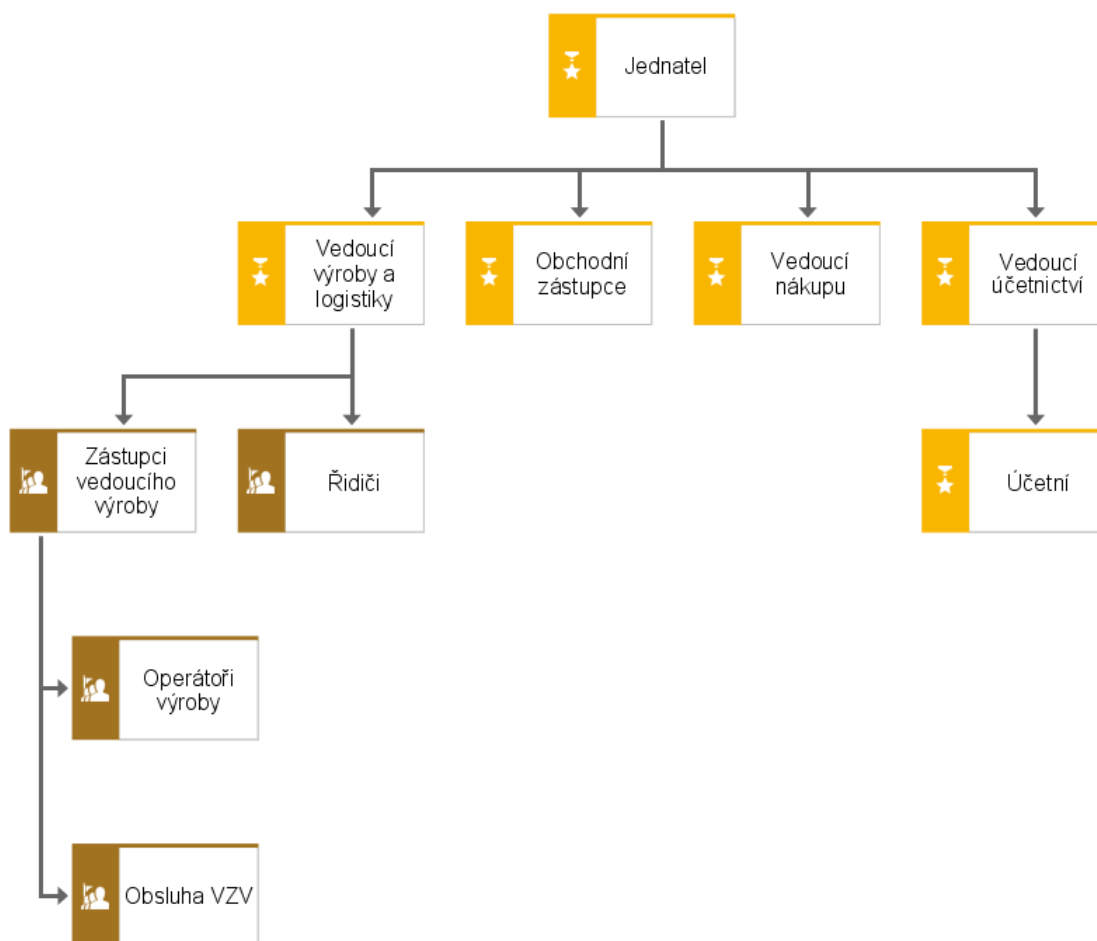 Jednatel
Vedoucí
výroby a
logistiky
Obchodní
zástupce
Vedoucí
nákupu
Vedoucí
účetnictví
Zástupci
vedoucího
výroby
Řidiči
Účetní
Operátoři
výroby
Obsluha VZV